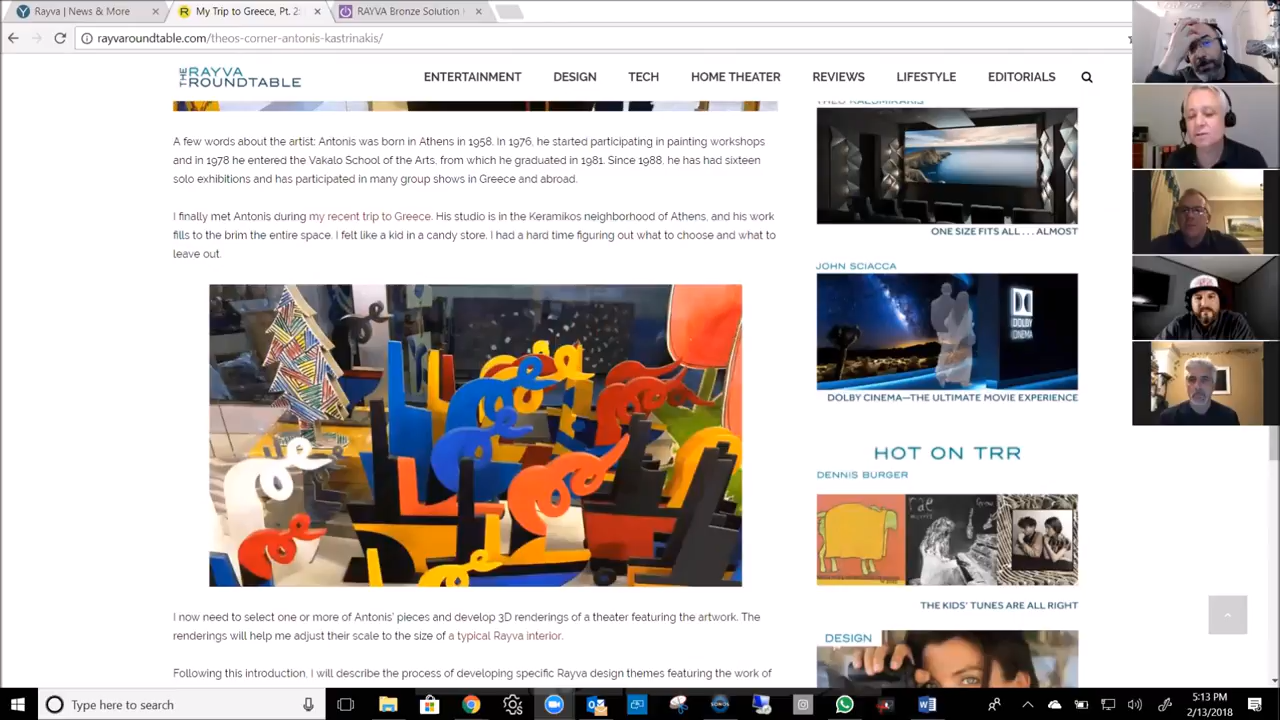 Rayva | News & More
My Trip to Greece, Pt. 2:
RAYVA Bronze Solution
rayvaroundtable.com/theos-corner-antonis-kastrinakis/
THE RAYVA
ROUNDTABLE
ENTERTAINMENT
DESIGN
TECH
HOME THEATER
REVIEWS
LIFESTYLE
EDITORIALS
A few words about the artist: Antonis was born in Athens in 1958. In 1976, he started participating in painting workshops
and in 1978 he entered the Vakalo School of the Arts, from which he graduated in 1981. Since 1988, he has had sixteen
solo exhibitions and has participated in many group shows in Greece and abroad.
I finally met Antonis during my recent trip to Greece. His studio is in the Keramikos neighborhood of Athens, and his work
fills to the brim the entire space. I felt like a kid in a candy store. I had a hard time figuring out what to choose and what to
leave out.
I now need to select one or more of Antonis' pieces and develop 3D renderings of a theater featuring the artwork. The
renderings will help me adjust their scale to the size of a typical Rayva interior.
Following this introduction, I will describe the process of developing specific Rayva design themes featuring the work of
THEO KALOMIRAKIS
ONE SIZE FITS ALL . . . ALMOST
JOHN SCIACCA
DOLBY
CINEMA
DOLBY CINEMA—THE ULTIMATE MOVIE EXPERIENCE
HOT ON TRR
DENNIS BURGER
rae
THE KIDS' TUNES ARE ALL RIGHT
DESIGN
Type here to search
SONOS
5:13 PM
2/13/2018